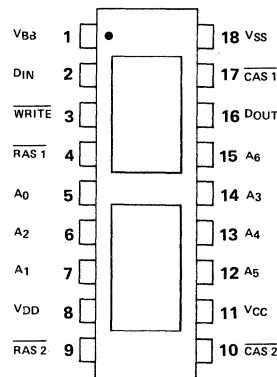 VBB 1 18 VSS
DIN 2 17 CAS 1
WRITE 3 16 DOUT
RAS 1 4 15 A6
A0 5 14 A3
A2 6 13 A4
A1 7 12 A5
VDD 8 11 VCC
RAS 2 9 10 CAS 2